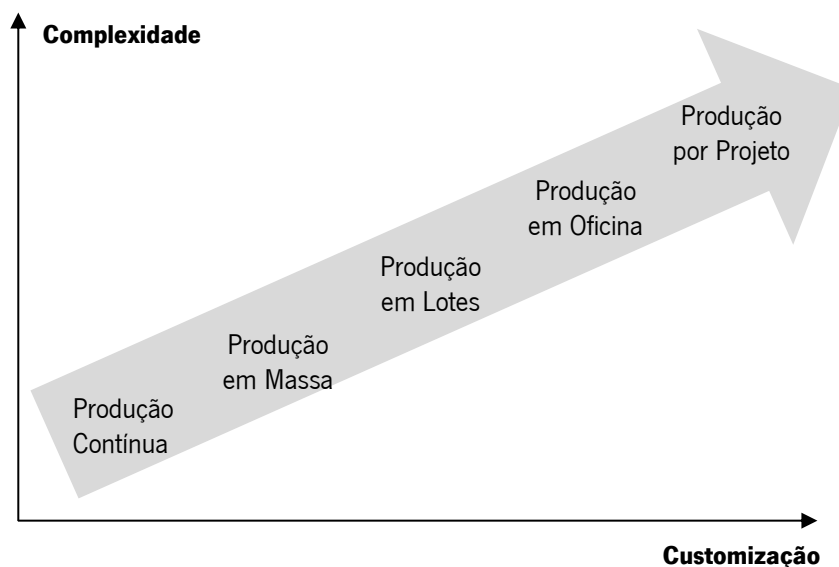 Complexidade
Produção
por Projeto
Produção
em Oficina
Produção
em Lotes
Produção
em Massa
Produção
Contínua
Customização